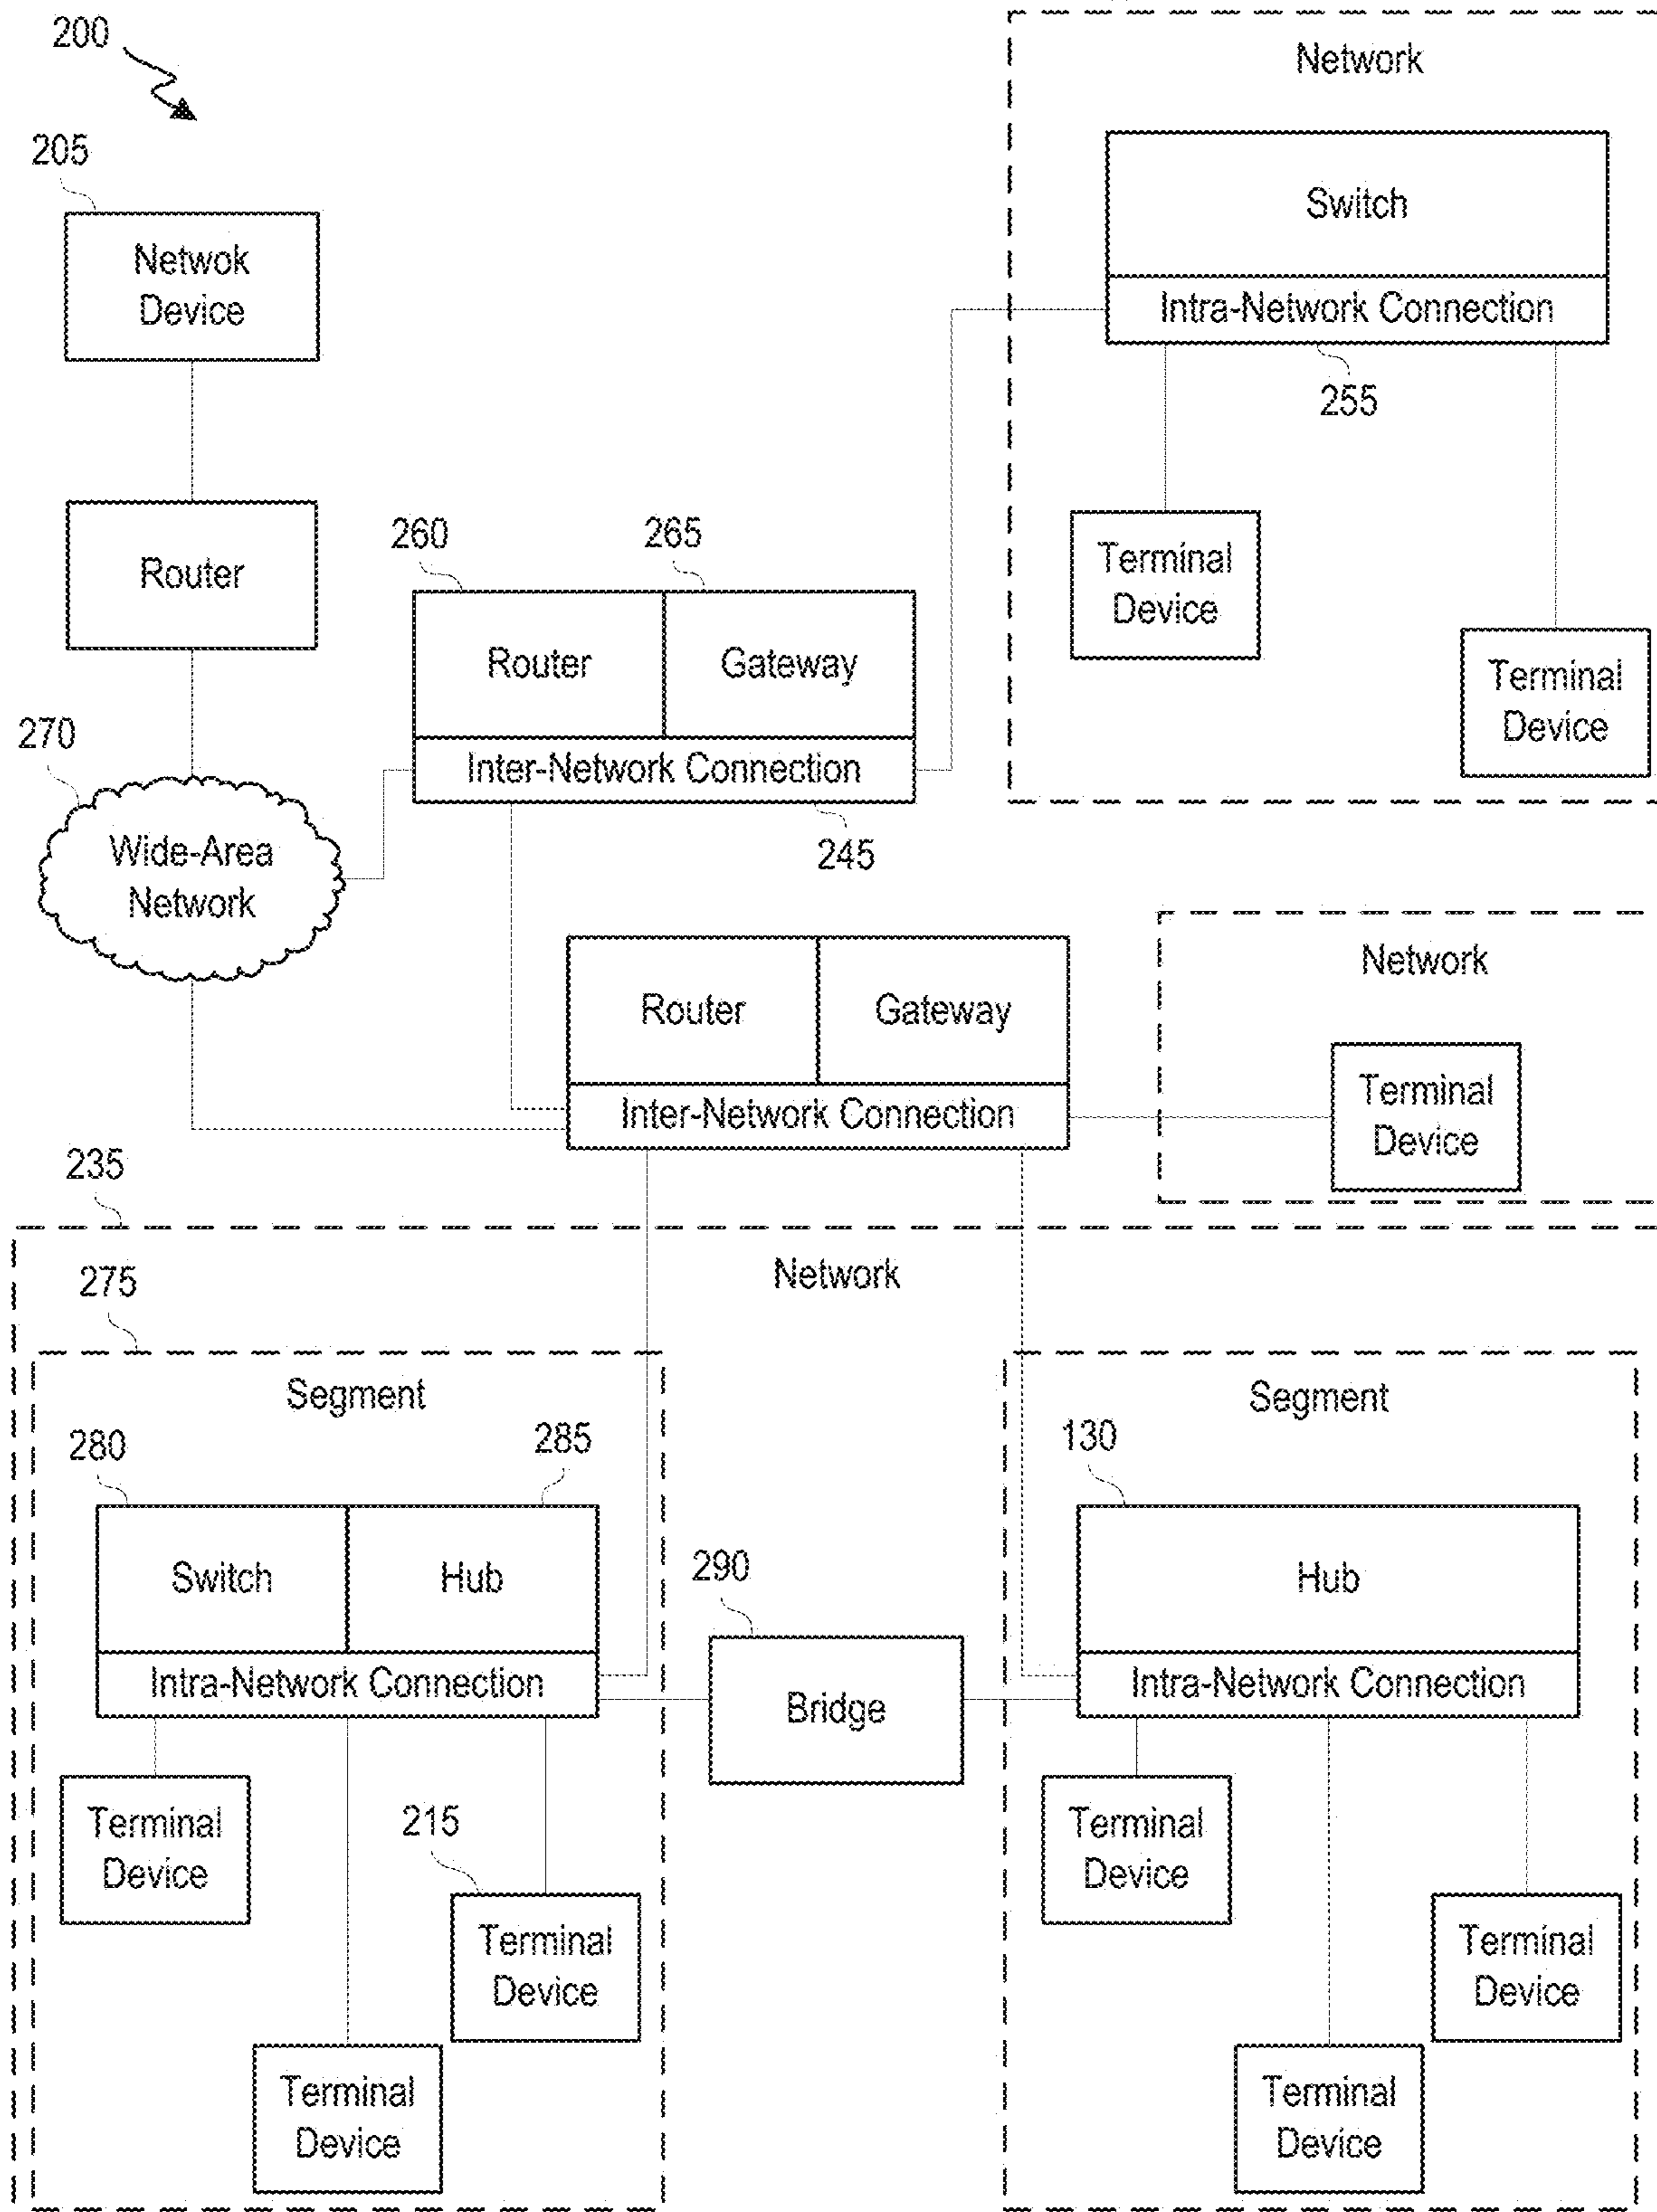 200
Network
205
Switch
Netwok
Device
Intra-Network Connection
255
Router
260
265
Terminal
Device
Router
Gateway
Terminal
Device
270
Inter-Network Connection
245
Wide-Area
Network
Network
Router
Gateway
Terminal
Device
Inter-Network Connection
235
Network
275
Segment
Segment
280
285
130
Switch
Hub
290
Hub
Intra-Network Connection
Bridge
Intra-Network Connection
Terminal
Device
215
Terminal
Device
Terminal
Device
Terminal
Device
Terminal
Device
Terminal
Device